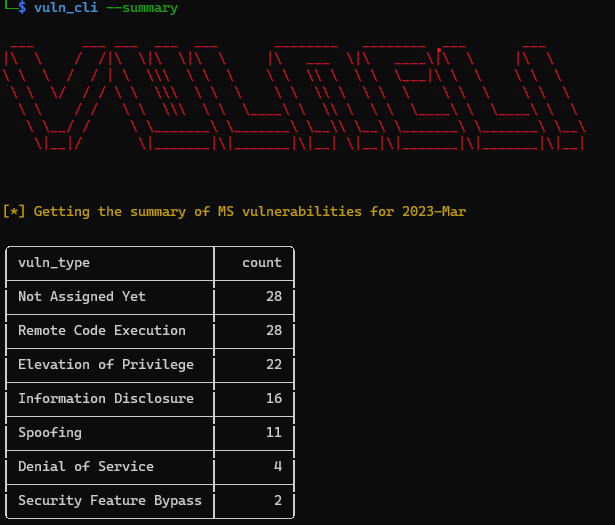 $ vuln_cli --summary
VULNCLI
[*] Getting the summary of MS vulnerabilities for 2023-Mar
vuln_type count
Not Assigned Yet 28
Remote Code Execution 28
Elevation of Privilege 22
Information Disclosure 16
Spoofing 11
Denial of Service 4
Security Feature Bypass 2